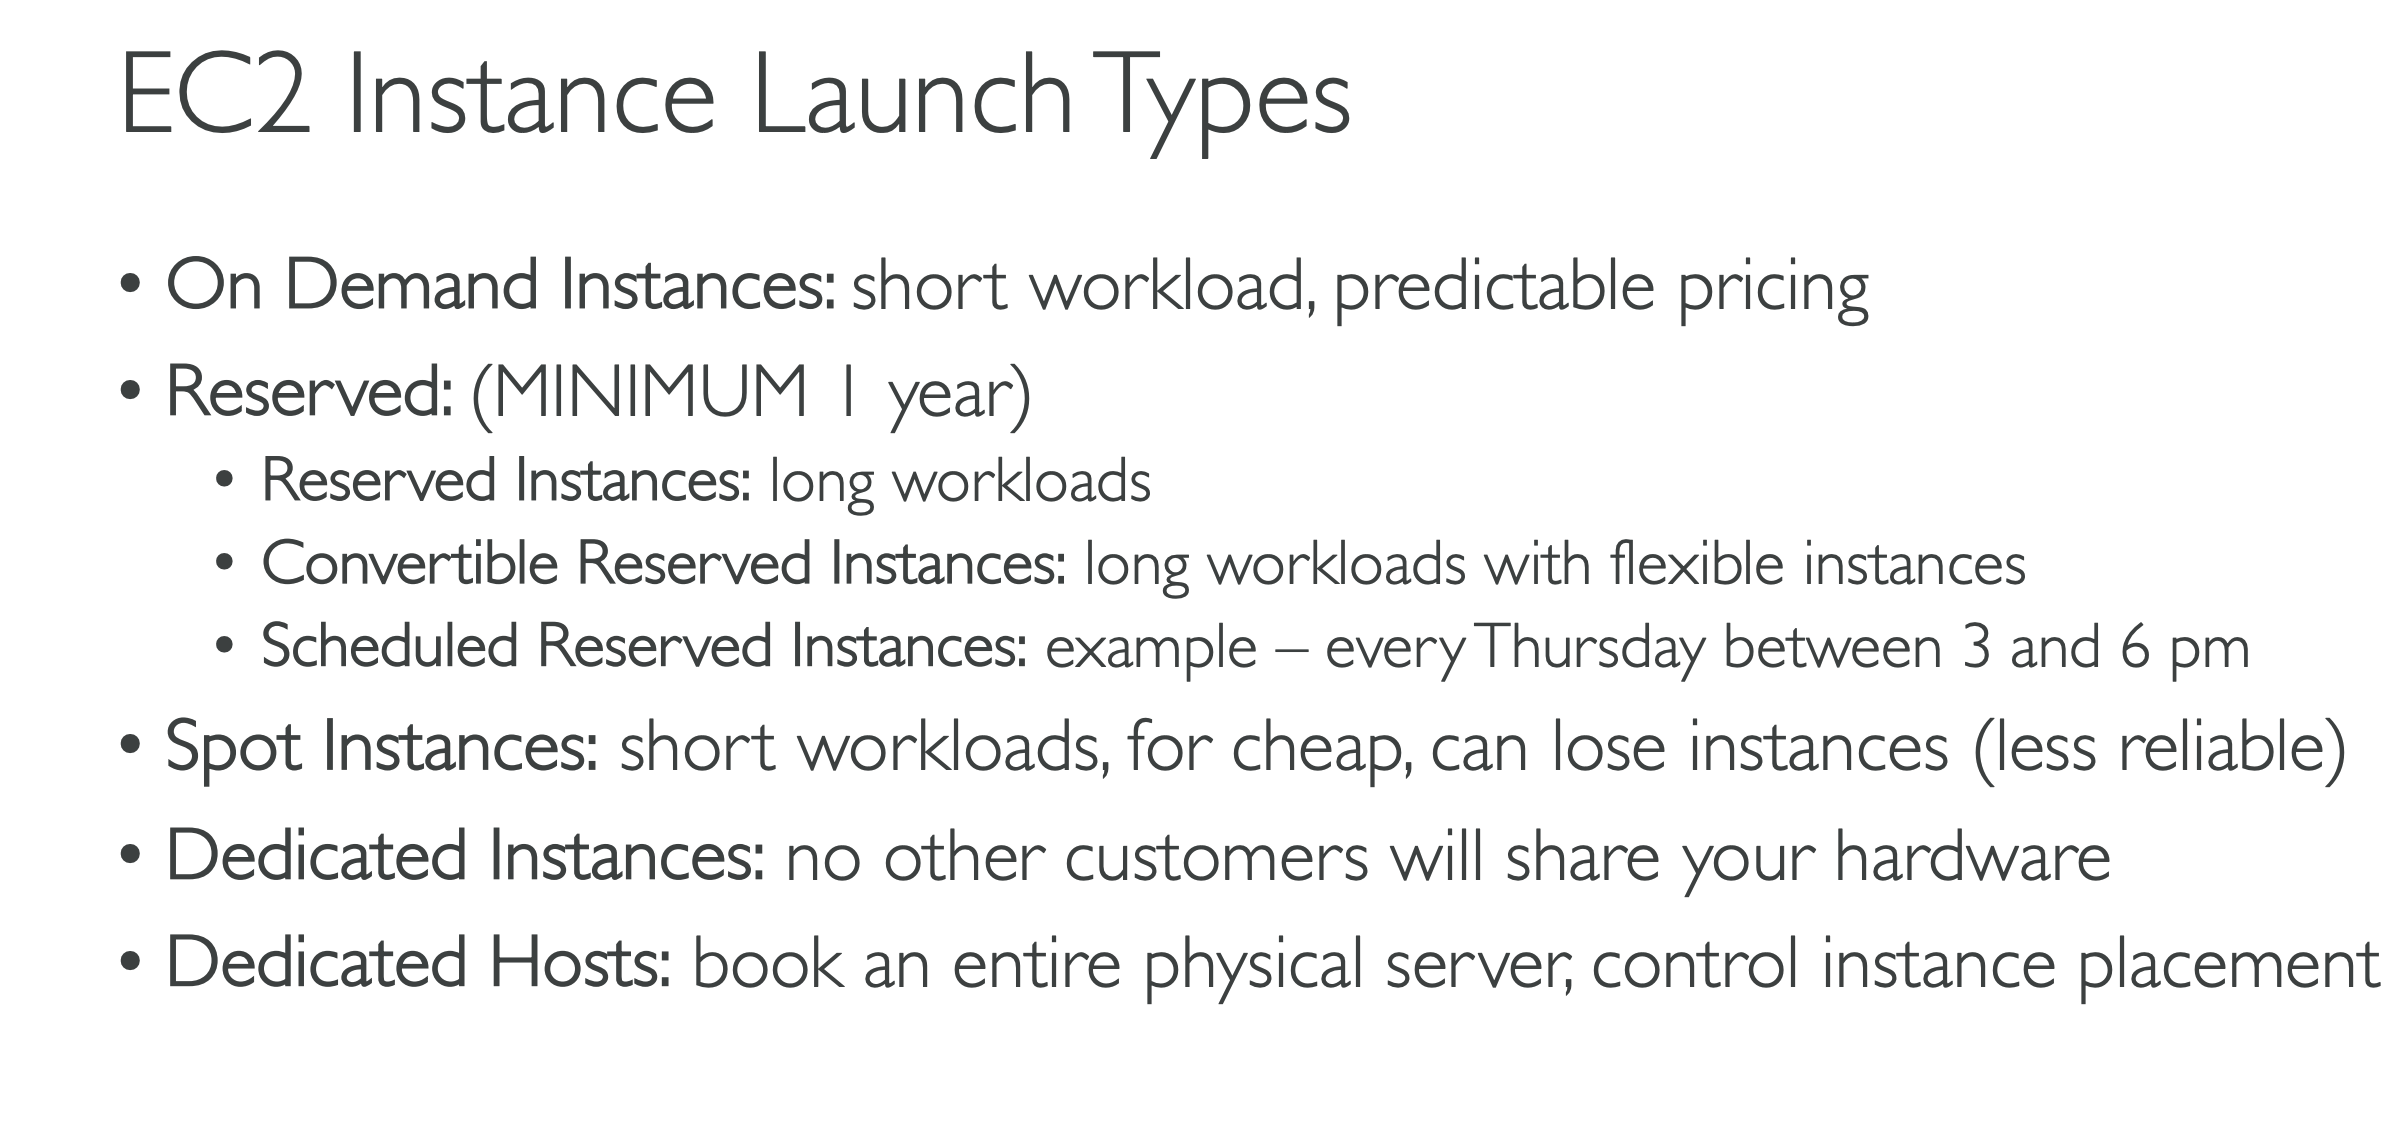 EC2 Instance Launch Types
• On Demand Instances: short workload, predictable pricing
• Reserved: (MINIMUM 1 year)
• Reserved Instances: long workloads
• Convertible Reserved Instances: long workloads with flexible instances
• Scheduled Reserved Instances: example – every Thursday between 3 and 6 pm
• Spot Instances: short workloads, for cheap, can lose instances (less reliable)
• Dedicated Instances: no other customers will share your hardware
• Dedicated Hosts: book an entire physical server, control instance placement